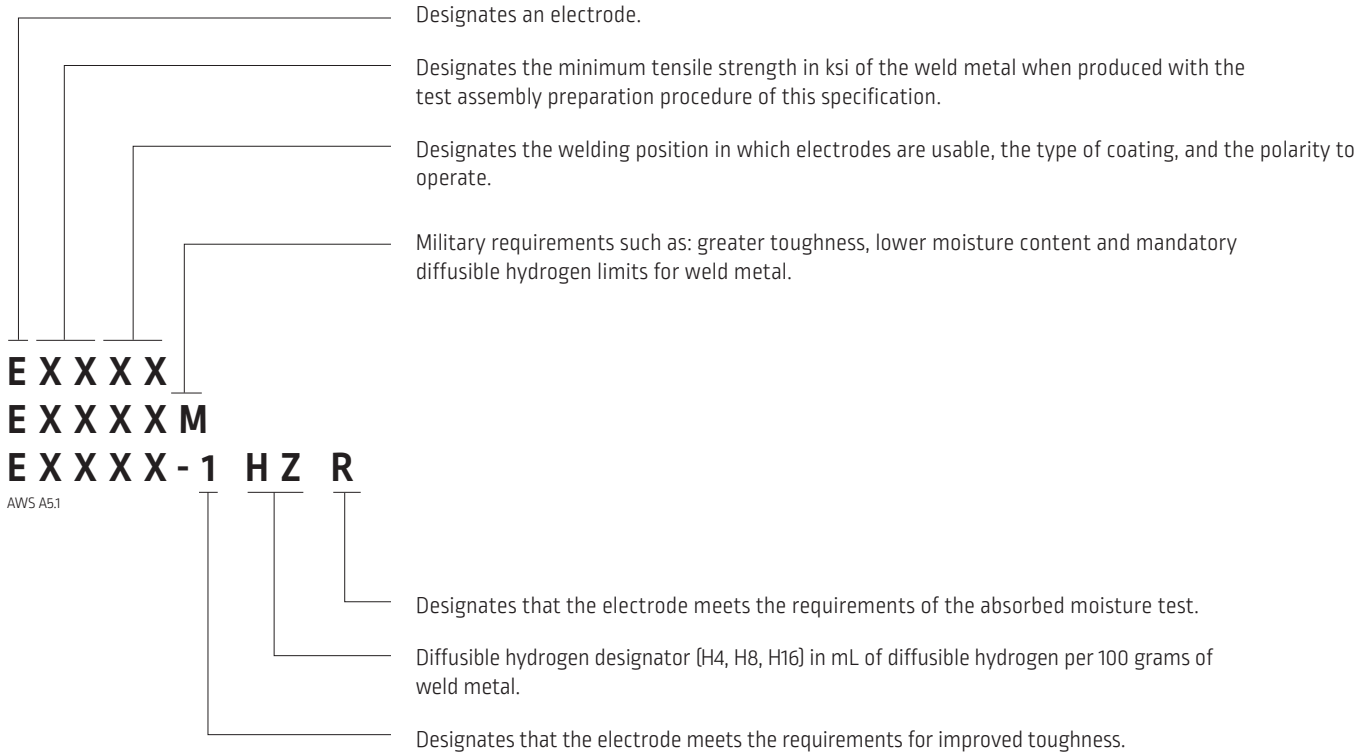 Designates an electrode.
Designates the minimum tensile strength in ksi of the weld metal when produced with the
test assembly preparation procedure of this specification.
Designates the welding position in which electrodes are usable, the type of coating, and the polarity to
operate.
Military requirements such as: greater toughness, lower moisture content and mandatory
diffusible hydrogen limits for weld metal.
E X X X X
E X X X X M
E X X X X - 1 H Z R
AWS A5.1
Designates that the electrode meets the requirements of the absorbed moisture test.
Diffusible hydrogen designator (H4, H8, H16) in mL of diffusible hydrogen per 100 grams of
weld metal.
Designates that the electrode meets the requirements for improved toughness.